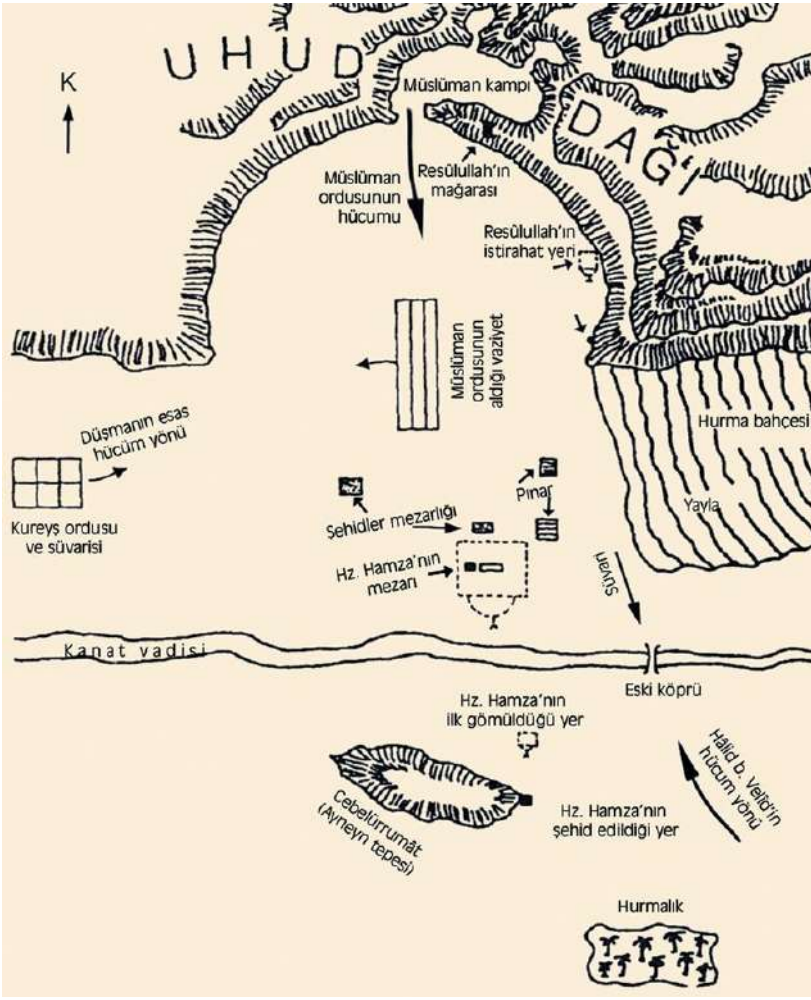 UHUD
K
Müslüman kampı
DAĞI
Müslüman
ordusunun
hücumu
Resûlullah'ın
mağarası
Resûlullah'ın
istirahat yeri
Müslüman
ordusunun
aldığı vaziyet
Düşmanın esas
hücüm yönü
Kureyş ordusu
ve süvarisi
Hurma bahçesi
Yayla
Pınar
Şehidler mezarlığı
Hz. Hamza'nın
mezarı
Süvari
Kanat vadisi
Eski köprü
Hz. Hamza'nın
ilk gömüldüğü yer
Hâlid b. Velîd'in
hücum yönü
Cebelürrumât
(Ayneyn tepesi)
Hz. Hamza'nın
şehid edildiği yer
Hurmalık